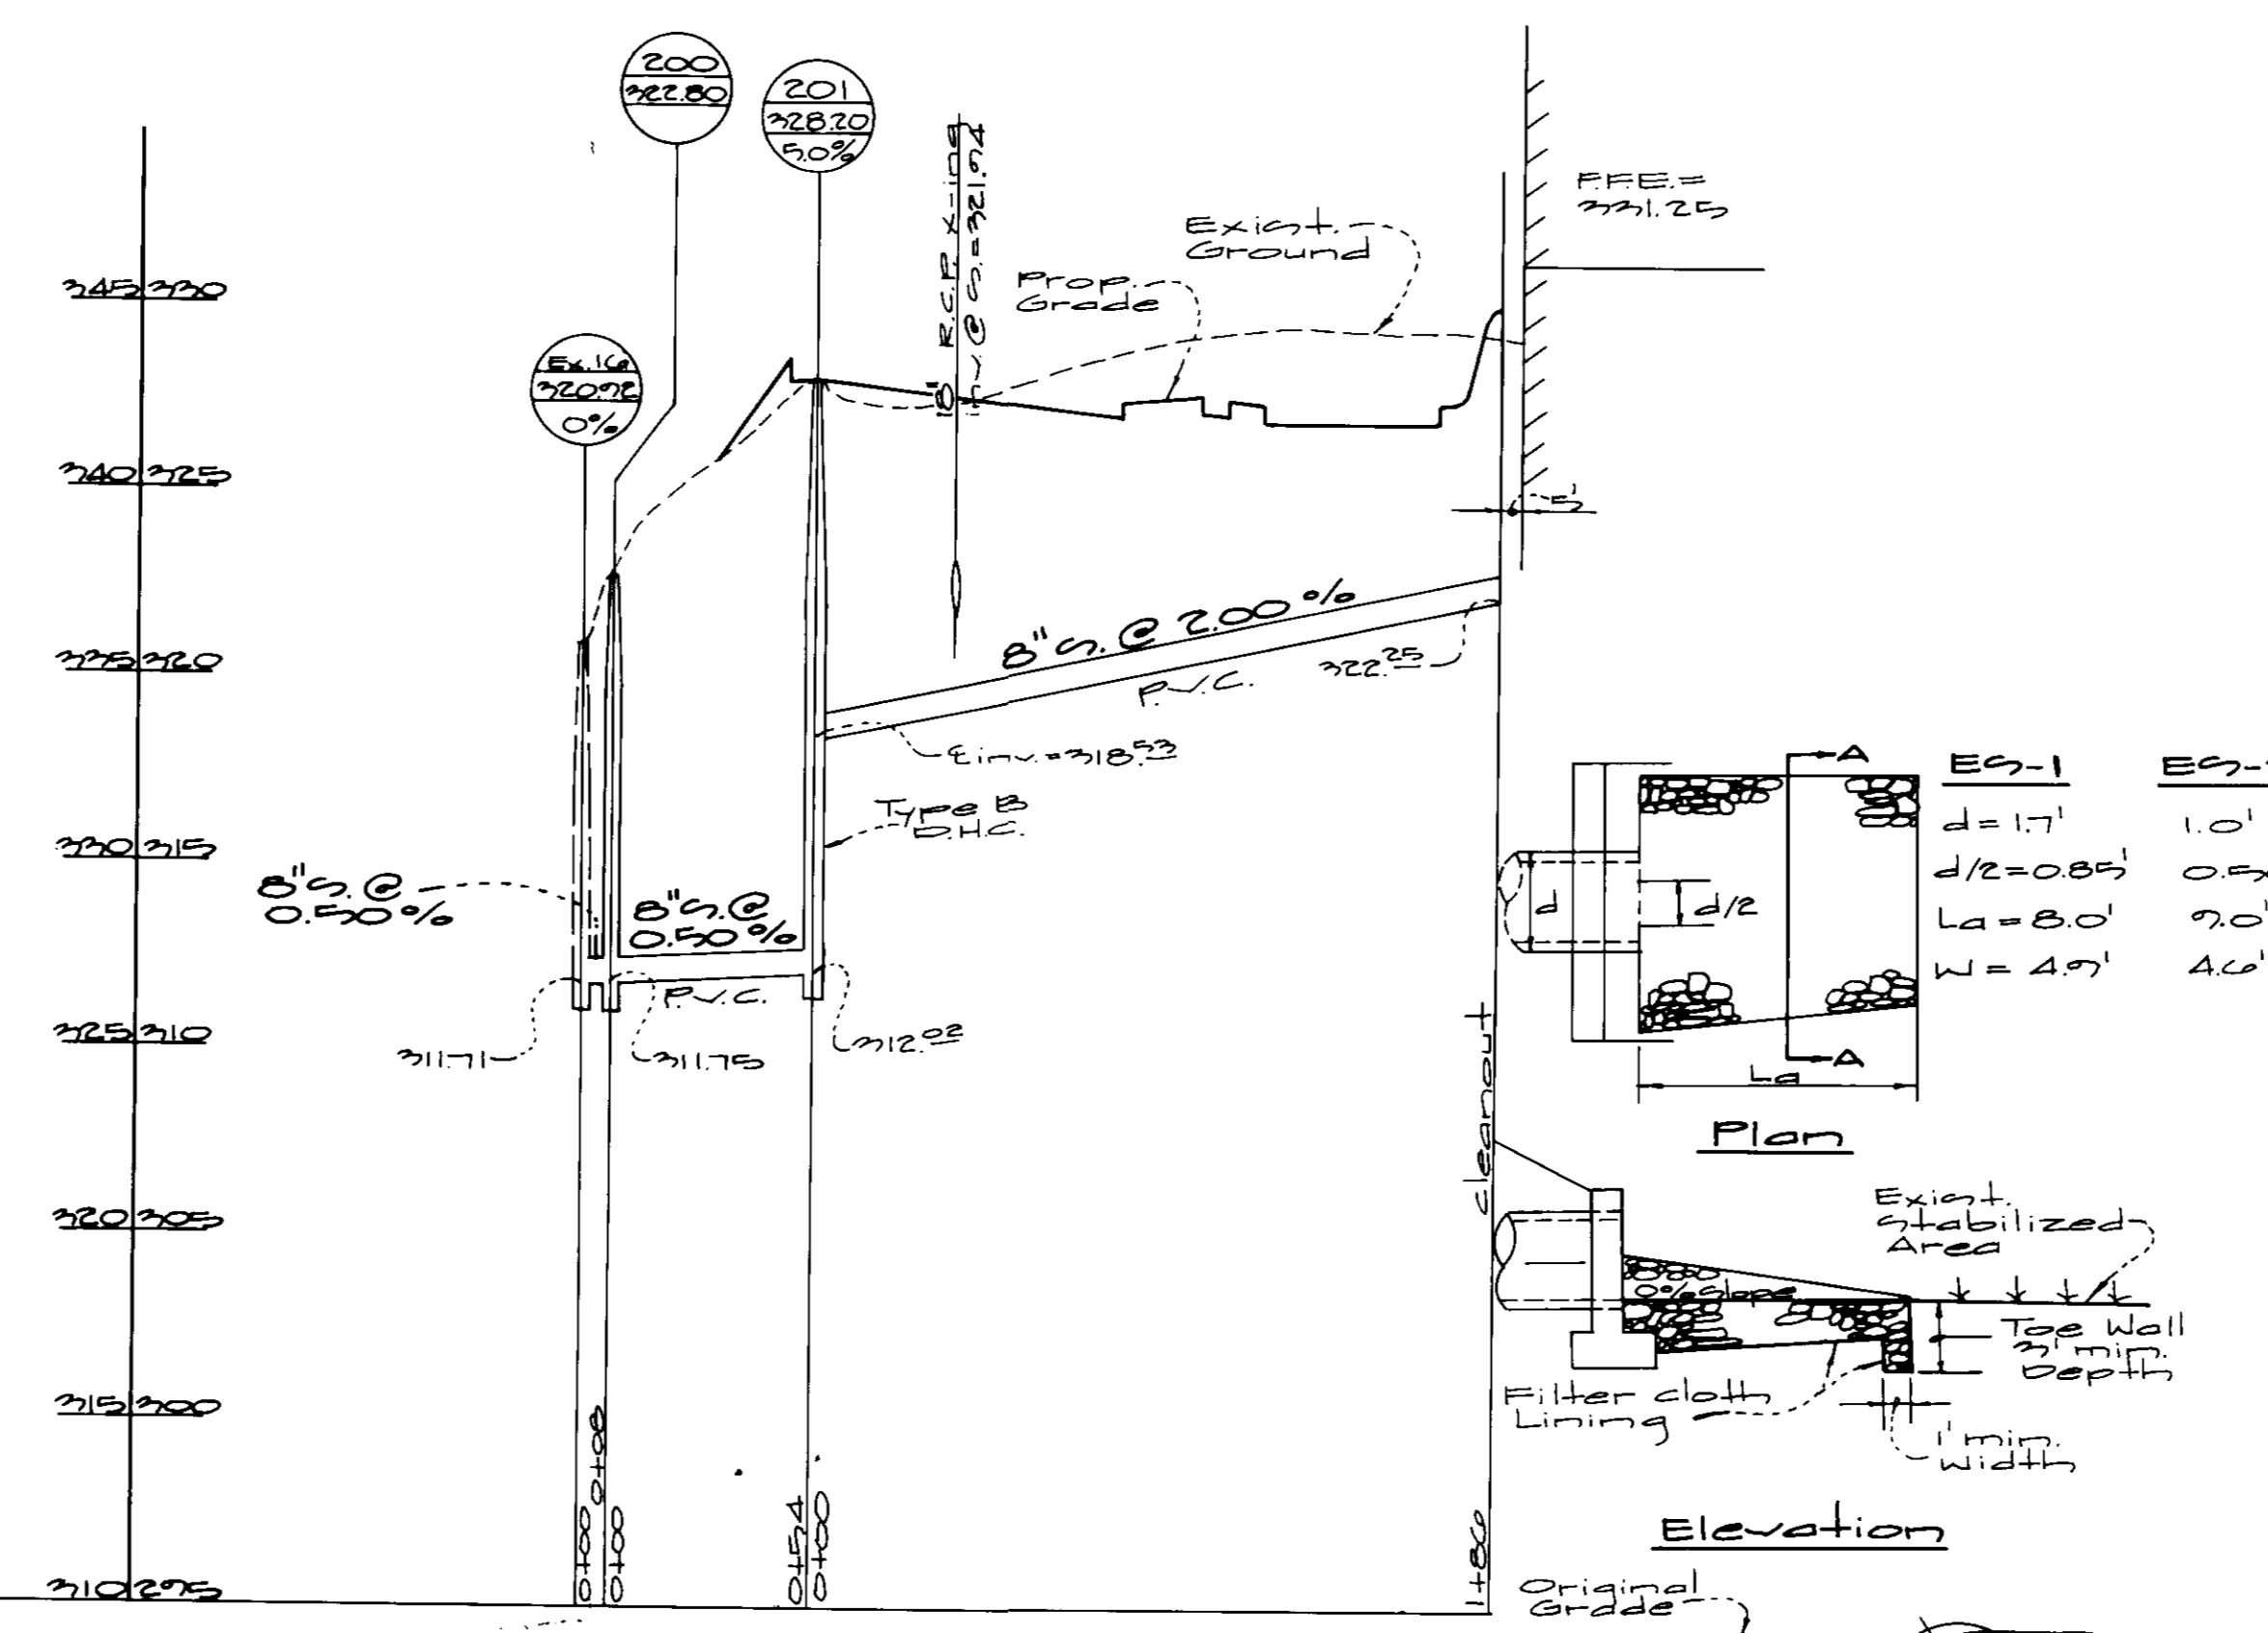 200
322.80
201
328.20
5.0%
Ex.16
320.92
0%
18" R.C.P. X-ing
inv @ S.=321.94
Exist.
Ground
Prop.
Grade
F.F.E.=
331.25
345 330
340 325
335 320
330 315
325 310
320 305
315 300
310 295
5'
8" S. @ 2.00 %
P.V.C.
322.25
℄ inv.=318.53
Type B
D.H.C.
8" S. @
0.50 %
8" S. @
0.50 %
P.V.C.
311.71
311.75
312.02
cleanout
0+00
0+08
0+00
0+54
0+00
1+86
A
A
d
d/2
La
ES-1
d = 1.7'
d/2 = 0.85'
La = 8.0'
W = 4.9'
1.0'
9.0'
4.6'
Plan
Exist.
Stabilized
Area
0% Slope
Toe Wall
3' min.
Depth
Filter cloth
Lining
1' min.
Width
Elevation
Original
Grade